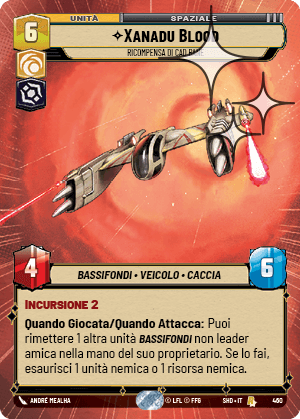 UNITÀ
SPAZIALE
6
XANADU BLOOD
RICOMPENSA DI CAD BANE
4
6
BASSIFONDI • VEICOLO • CACCIA
INCURSIONE 2
Quando Giocata/Quando Attacca: Puoi
rimettere 1 altra unità BASSIFONDI non leader
amica nella mano del suo proprietario. Se lo fai,
esaurisci 1 unità nemica o 1 risorsa nemica.
ANDRÉ MEALHA
© LFL © FFG
SHD • IT
460